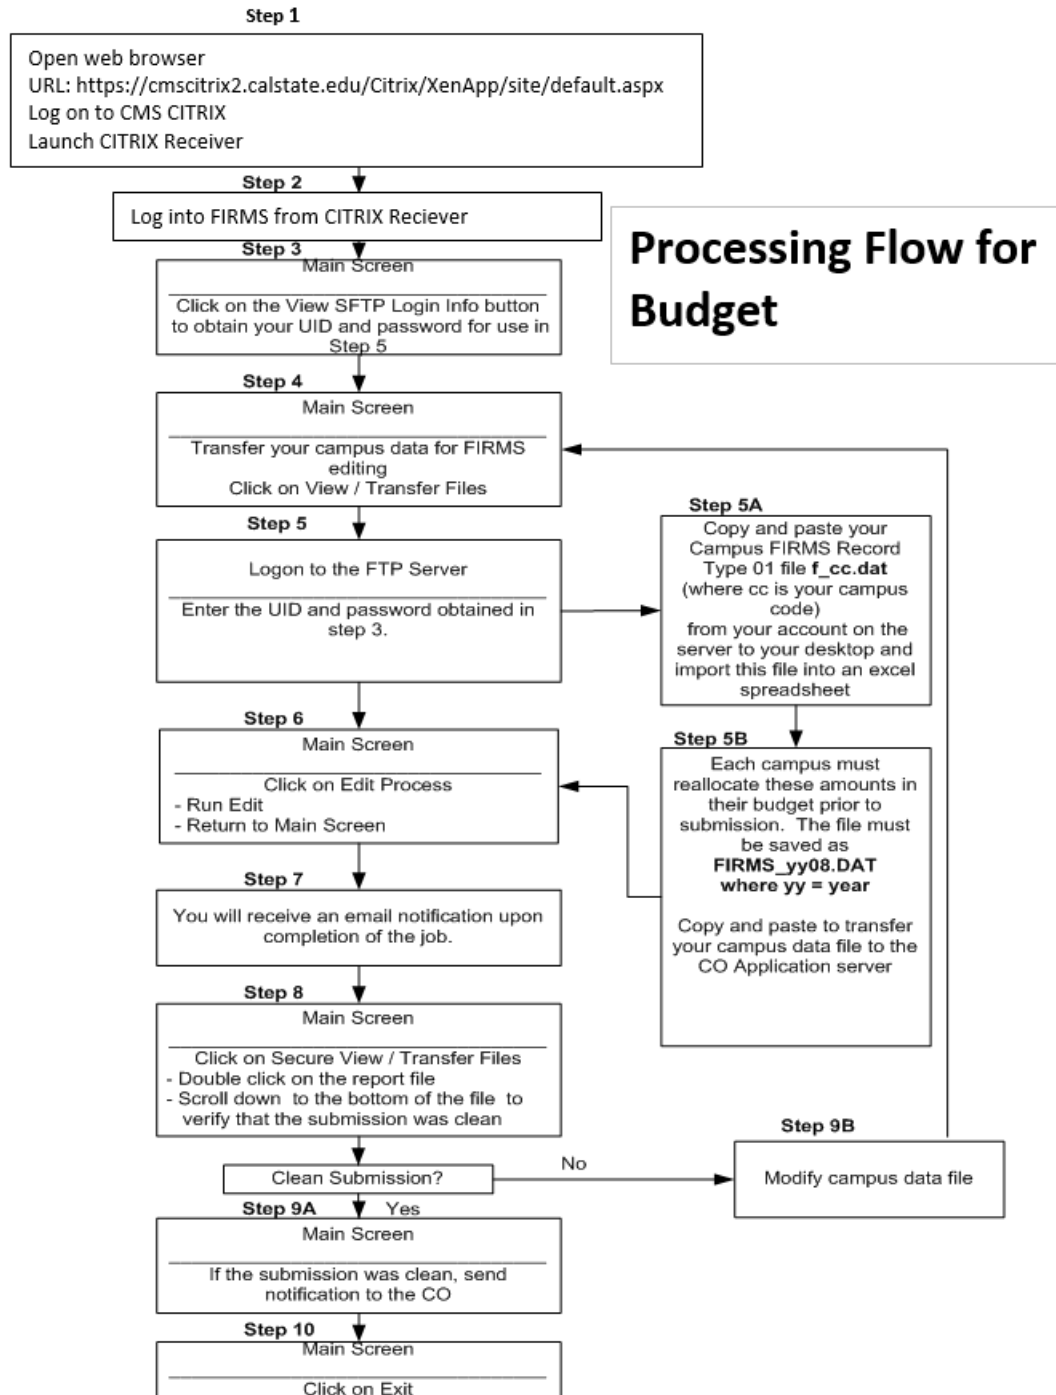 Step 1
Open web browser
URL: https://cmscitrix2.calstate.edu/Citrix/XenApp/site/default.aspx
Log on to CMS CITRIX
Launch CITRIX Receiver
Step 2
Log into FIRMS from CITRIX Reciever
Processing Flow for
Budget
Step 3
Main Screen
Click on the View SFTP Login Info button
to obtain your UID and password for use in
Step 5
Step 4
Main Screen
Transfer your campus data for FIRMS
editing
Click on View / Transfer Files
Step 5
Logon to the FTP Server
Enter the UID and password obtained in
step 3.
Step 5A
Copy and paste your
Campus FIRMS Record
Type 01 file f_cc.dat
(where cc is your campus
code)
from your account on the
server to your desktop and
import this file into an excel
spreadsheet
Step 5B
Each campus must
reallocate these amounts in
their budget prior to
submission.  The file must
be saved as
FIRMS_yy08.DAT
where yy = year
Copy and paste to transfer
your campus data file to the
CO Application server
Step 6
Main Screen
Click on Edit Process
- Run Edit
- Return to Main Screen
Step 7
You will receive an email notification upon
completion of the job.
Step 8
Main Screen
Click on Secure View / Transfer Files
- Double click on the report file
- Scroll down  to the bottom of the file  to
verify that the submission was clean
Clean Submission?
No
Step 9B
Modify campus data file
Step 9A
Yes
Main Screen
If the submission was clean, send
notification to the CO
Step 10
Main Screen
Click on Exit